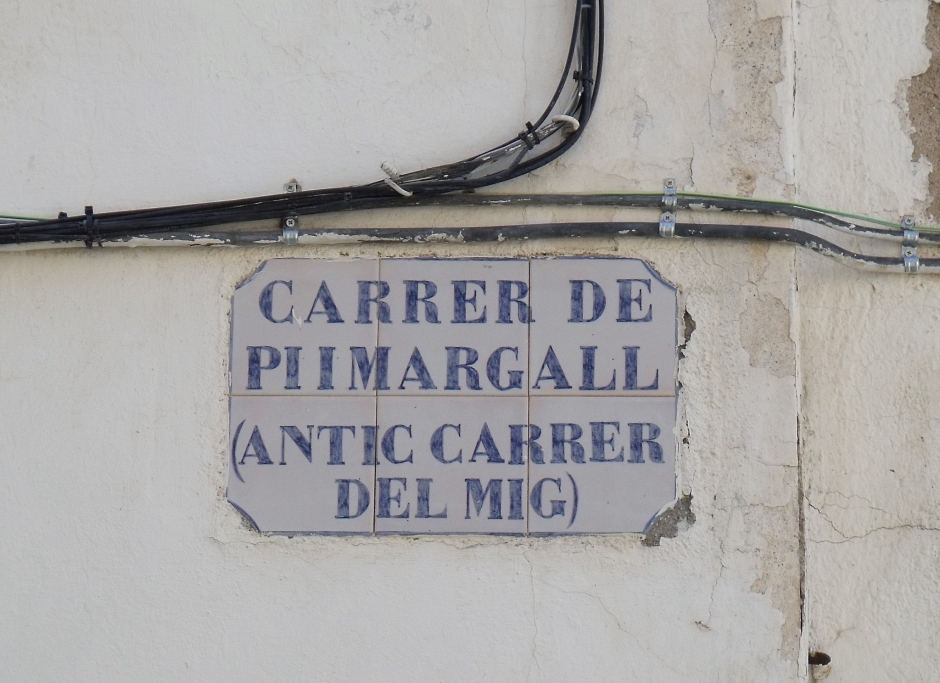 CARRER DE
PI I MARGALL
(ANTIC CARRER
DEL MIG)